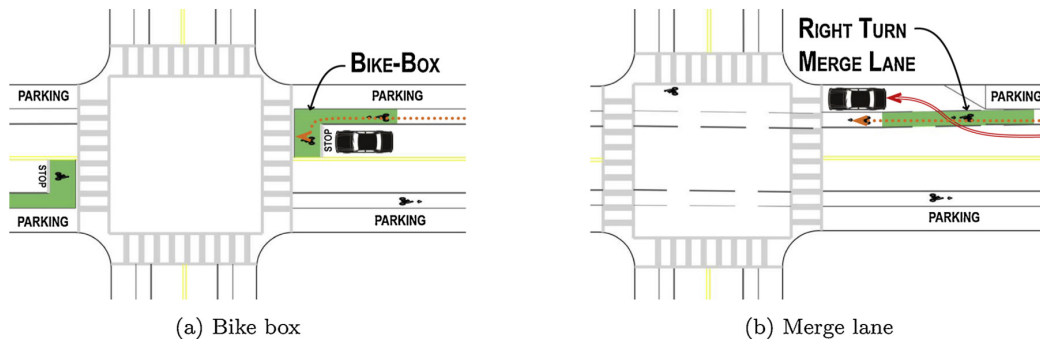 BIKE-BOX
PARKING
PARKING
STOP
STOP
PARKING
PARKING
(a) Bike box
RIGHT TURN
MERGE LANE
PARKING
PARKING
(b) Merge lane